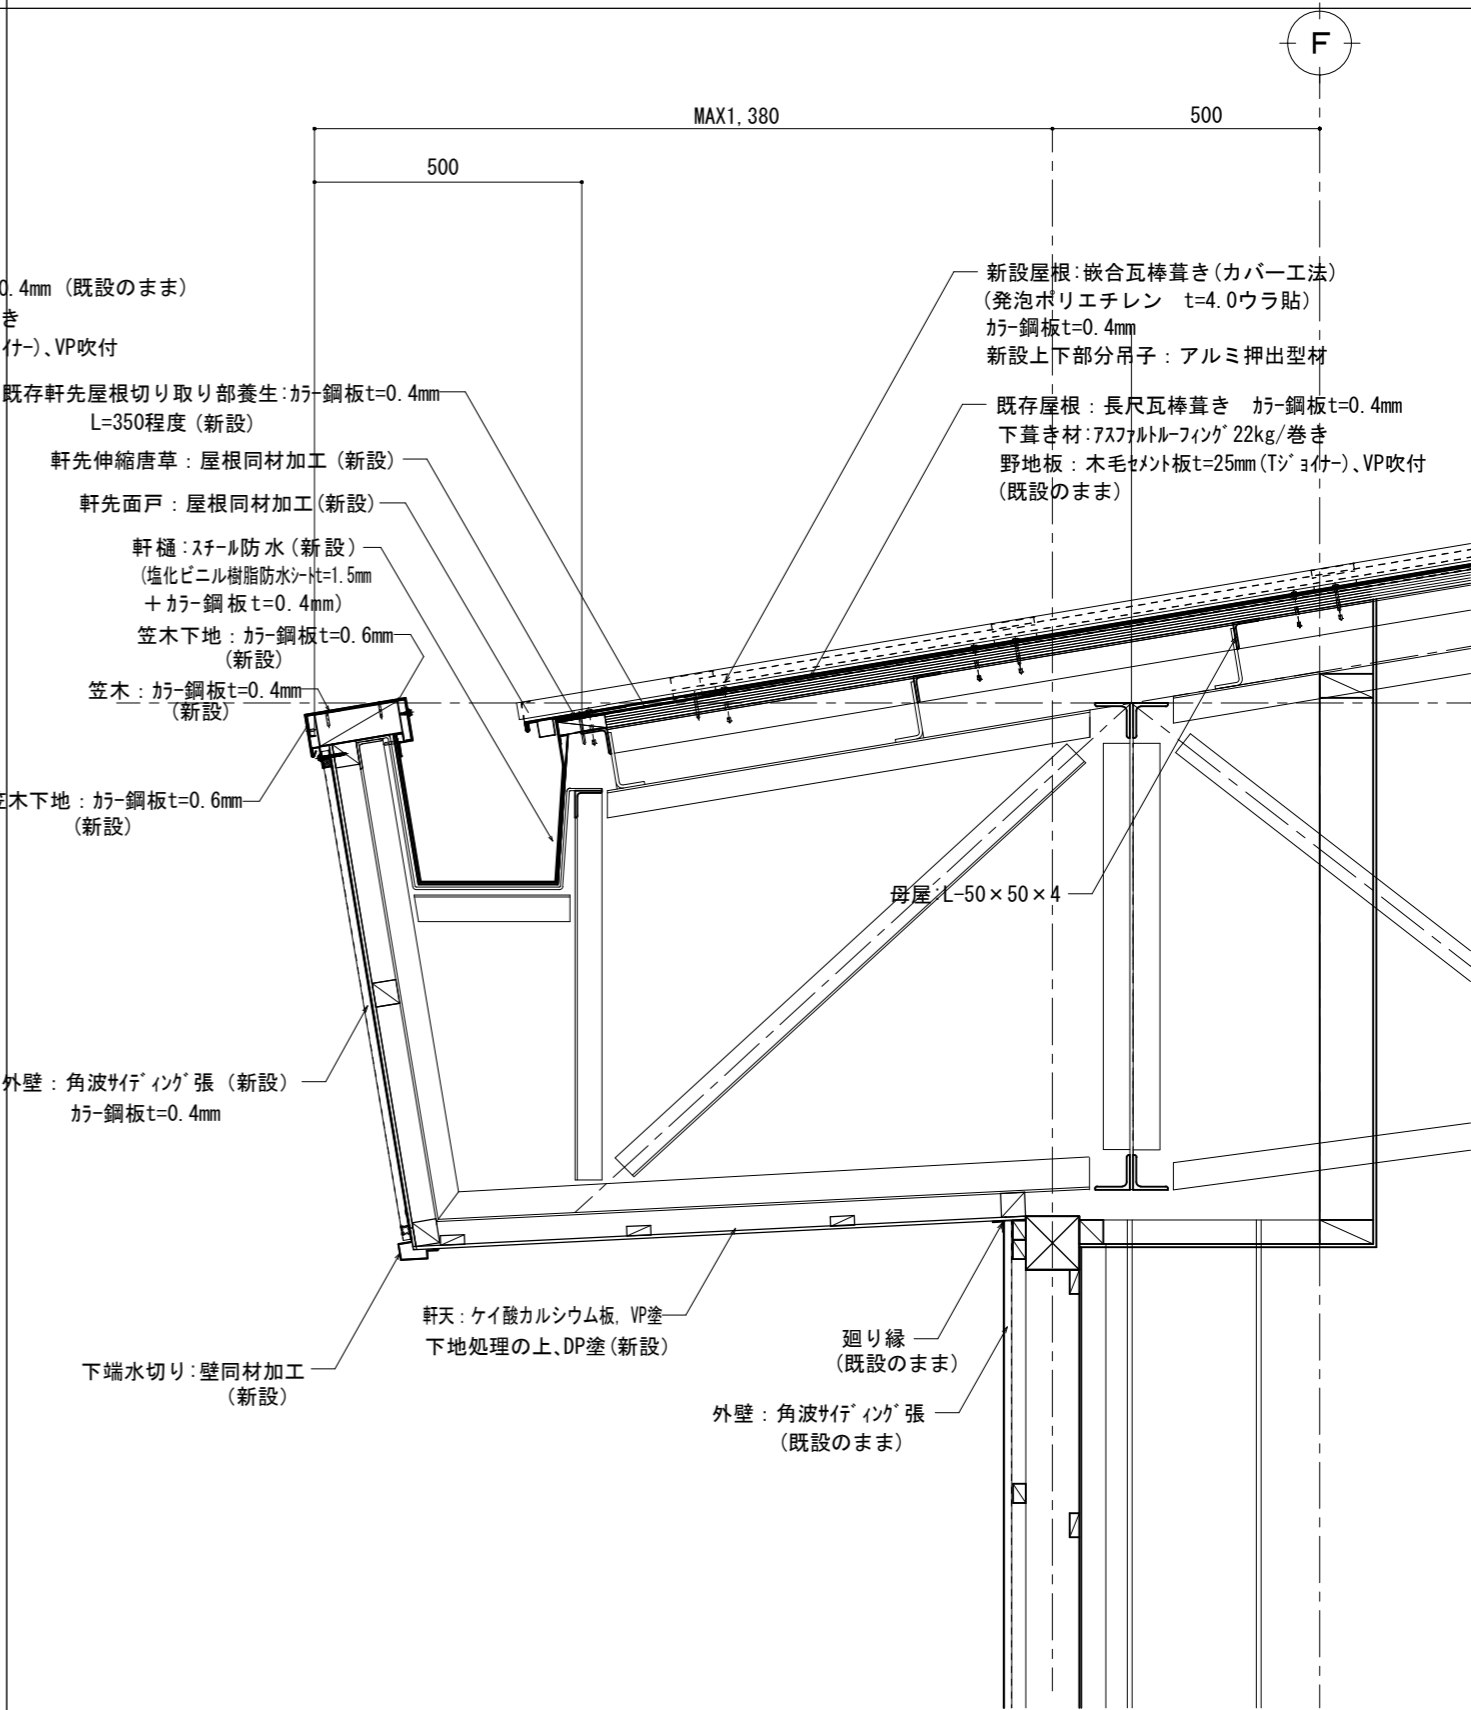 F
MAX1,380
500
500
0.4mm (既設のまま)
き
ｲﾅｰ)、VP吹付
既存軒先屋根切り取り部養生:ｶﾗｰ鋼板t=0.4mm
L=350程度 (新設)
軒先伸縮唐草：屋根同材加工 (新設)
軒先面戸：屋根同材加工(新設)
軒樋:ｽﾁｰﾙ防水(新設)
(塩化ビニル樹脂防水ｼｰﾄt=1.5mm
＋ｶﾗｰ鋼板t=0.4mm)
笠木下地：ｶﾗｰ鋼板t=0.6mm
(新設)
笠木：ｶﾗｰ鋼板t=0.4mm
(新設)
笠木下地：ｶﾗｰ鋼板t=0.6mm
(新設)
新設屋根:嵌合瓦棒葺き(カバー工法)
(発泡ポリエチレン　t=4.0ウラ貼)
ｶﾗｰ鋼板t=0.4mm
新設上下部分吊子：アルミ押出型材
既存屋根：長尺瓦棒葺き　ｶﾗｰ鋼板t=0.4mm
下葺き材:ｱｽﾌｧﾙﾄﾙｰﾌｨﾝｸﾞ22kg/巻き
野地板：木毛ｾﾒﾝﾄ板t=25mm(Tｼﾞｮｲﾅｰ)、VP吹付
(既設のまま)
母屋:L-50×50×4
外壁：角波ｻｲﾃﾞｨﾝｸﾞ張 (新設)
ｶﾗｰ鋼板t=0.4mm
軒天：ケイ酸カルシウム板, VP塗
下地処理の上、DP塗(新設)
下端水切り:壁同材加工
(新設)
廻り縁
(既設のまま)
外壁：角波ｻｲﾃﾞｨﾝｸﾞ張
(既設のまま)